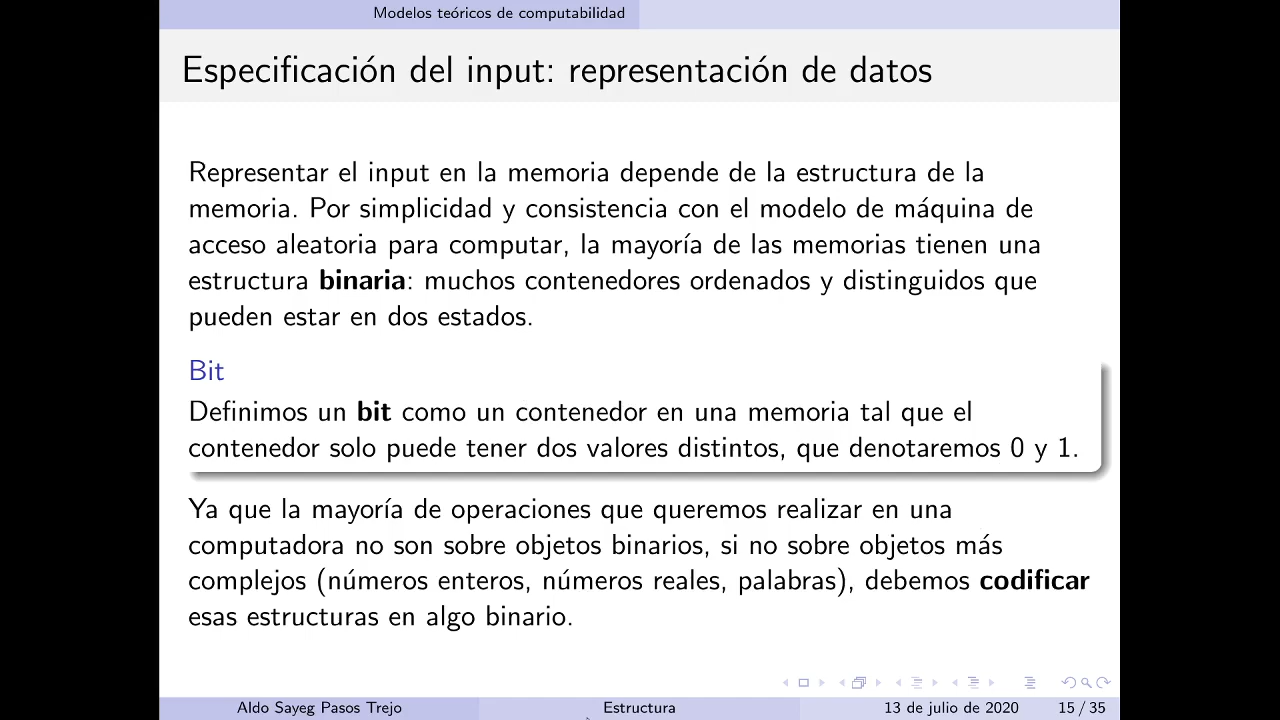 Modelos teóricos de computabilidad
Especificación del input: representación de datos
Representar el input en la memoria depende de la estructura de la
memoria. Por simplicidad y consistencia con el modelo de máquina de
acceso aleatoria para computar, la mayoría de las memorias tienen una
estructura binaria: muchos contenedores ordenados y distinguidos que
pueden estar en dos estados.
Bit
Definimos un bit como un contenedor en una memoria tal que el
contenedor solo puede tener dos valores distintos, que denotaremos 0 y 1.
Ya que la mayoría de operaciones que queremos realizar en una
computadora no son sobre objetos binarios, si no sobre objetos más
complejos (números enteros, números reales, palabras), debemos codificar
esas estructuras en algo binario.
Aldo Sayeg Pasos Trejo Estructura 13 de julio de 2020 15 / 35